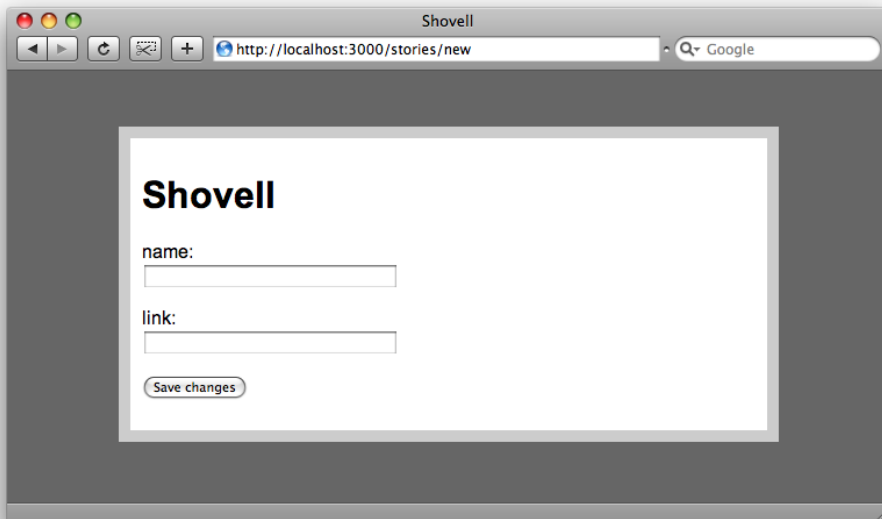 Shovell
http://localhost:3000/stories/new
Google
Shovell
name:
link:
Save changes